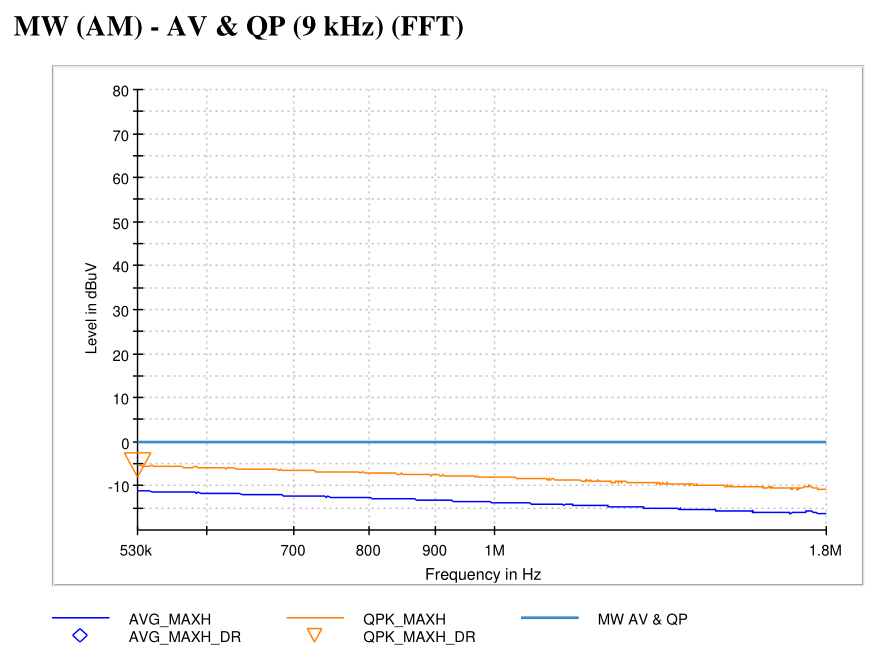 MW (AM) - AV & QP (9 kHz) (FFT)
80
70
60
50
40
30
20
10
0
-10
Level in dBuV
530k 700 800 900 1M 1.8M
Frequency in Hz
AVG_MAXH QPK_MAXH MW AV & QP
AVG_MAXH_DR QPK_MAXH_DR